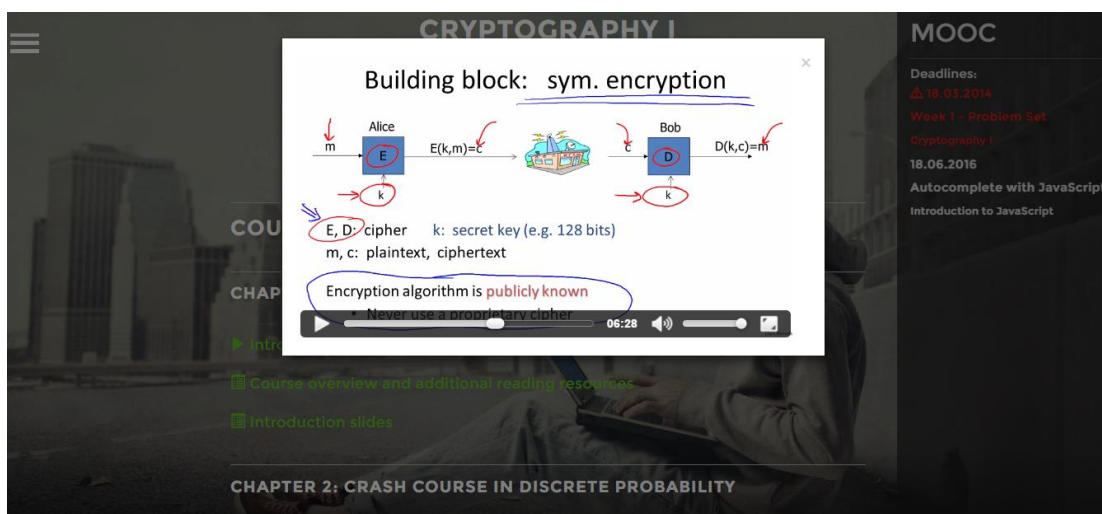 CRYPTOGRAPHY I
Building block: sym. encryption
Alice
Bob
m
E
E(k,m)=c
c
D
D(k,c)=m
k
k
E, D: cipher k: secret key (e.g. 128 bits)
m, c: plaintext, ciphertext
Encryption algorithm is publicly known
• Never use a proprietary cipher
06:28
×
COU
CHAP
Intro
Course overview and additional reading resources
Introduction slides
CHAPTER 2: CRASH COURSE IN DISCRETE PROBABILITY
MOOC
Deadlines:
18.03.2014
Week 1 - Problem Set
Cryptography I
18.06.2016
Autocomplete with JavaScript
Introduction to JavaScript